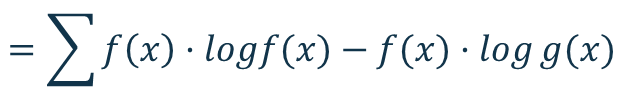 = ∑ f(x) · logf(x) − f(x) · log g(x)